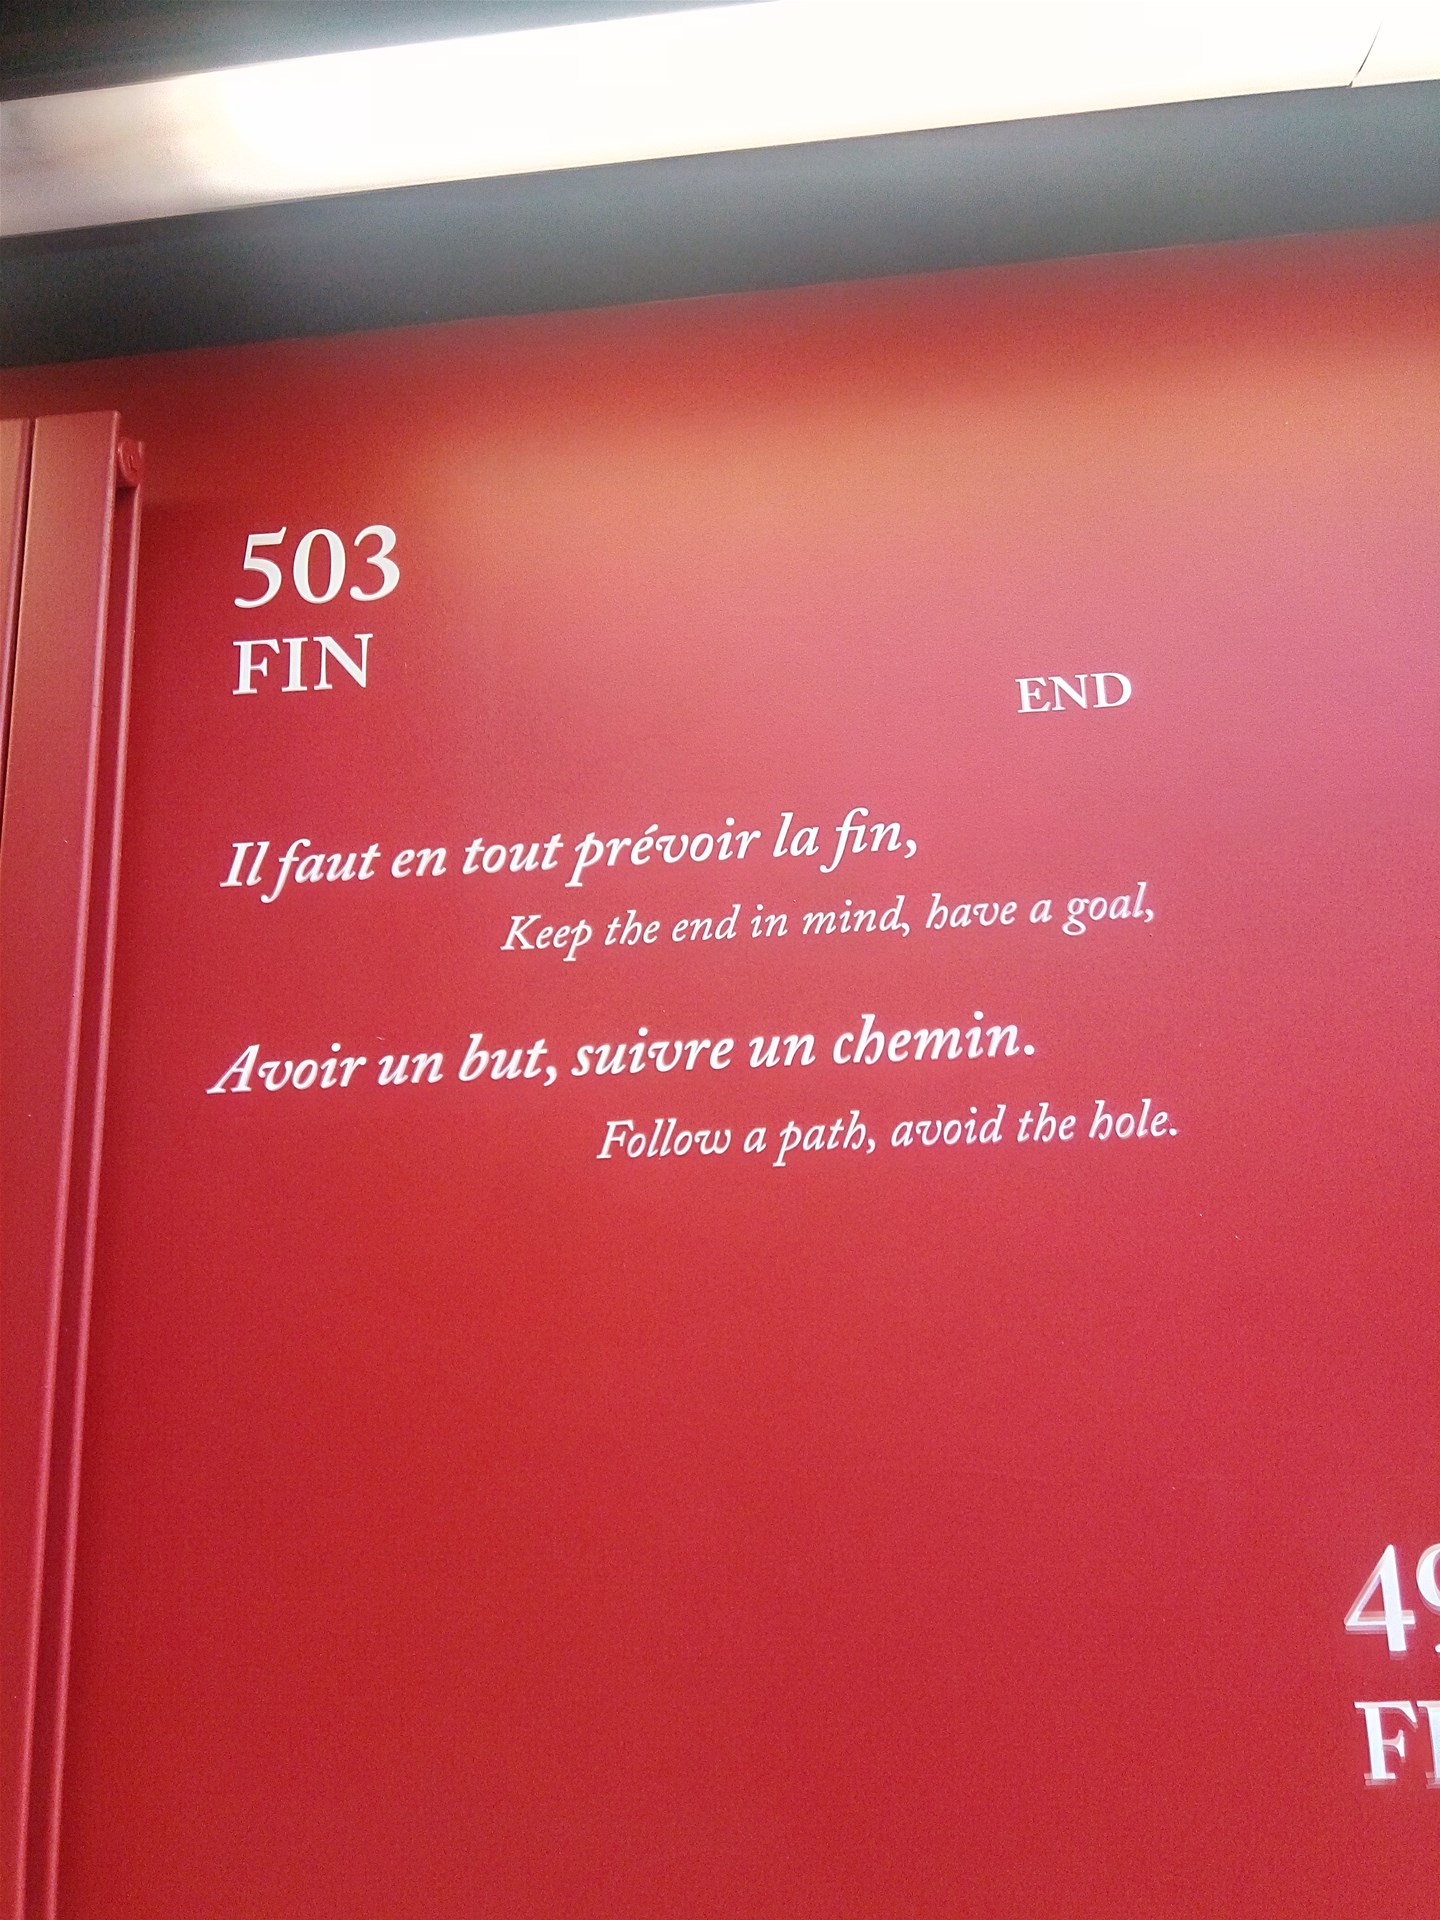 503
FIN
END
Il faut en tout prévoir la fin,
Keep the end in mind, have a goal,
Avoir un but, suivre un chemin.
Follow a path, avoid the hole.